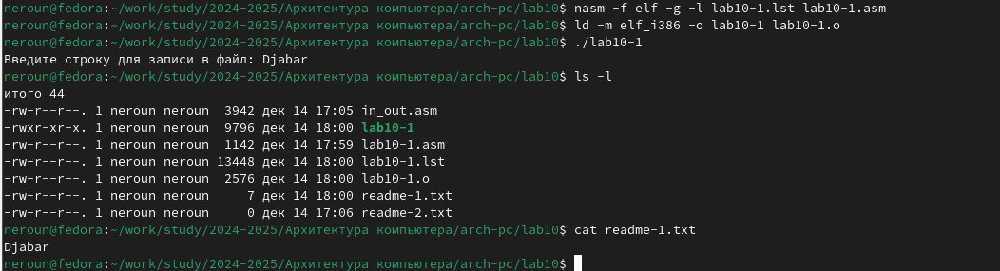 neroun@fedora:~/work/study/2024-2025/Архитектура компьютера/arch-pc/lab10$ nasm -f elf -g -l lab10-1.lst lab10-1.asm
neroun@fedora:~/work/study/2024-2025/Архитектура компьютера/arch-pc/lab10$ ld -m elf_i386 -o lab10-1 lab10-1.o
neroun@fedora:~/work/study/2024-2025/Архитектура компьютера/arch-pc/lab10$ ./lab10-1
Введите строку для записи в файл: Djabar
neroun@fedora:~/work/study/2024-2025/Архитектура компьютера/arch-pc/lab10$ ls -l
итого 44
-rw-r--r--. 1 neroun neroun  3942 дек 14 17:05 in_out.asm
-rwxr-xr-x. 1 neroun neroun  9796 дек 14 18:00 lab10-1
-rw-r--r--. 1 neroun neroun  1142 дек 14 17:59 lab10-1.asm
-rw-r--r--. 1 neroun neroun 13448 дек 14 18:00 lab10-1.lst
-rw-r--r--. 1 neroun neroun  2576 дек 14 18:00 lab10-1.o
-rw-r--r--. 1 neroun neroun     7 дек 14 18:00 readme-1.txt
-rw-r--r--. 1 neroun neroun     0 дек 14 17:06 readme-2.txt
neroun@fedora:~/work/study/2024-2025/Архитектура компьютера/arch-pc/lab10$ cat readme-1.txt
Djabar
neroun@fedora:~/work/study/2024-2025/Архитектура компьютера/arch-pc/lab10$